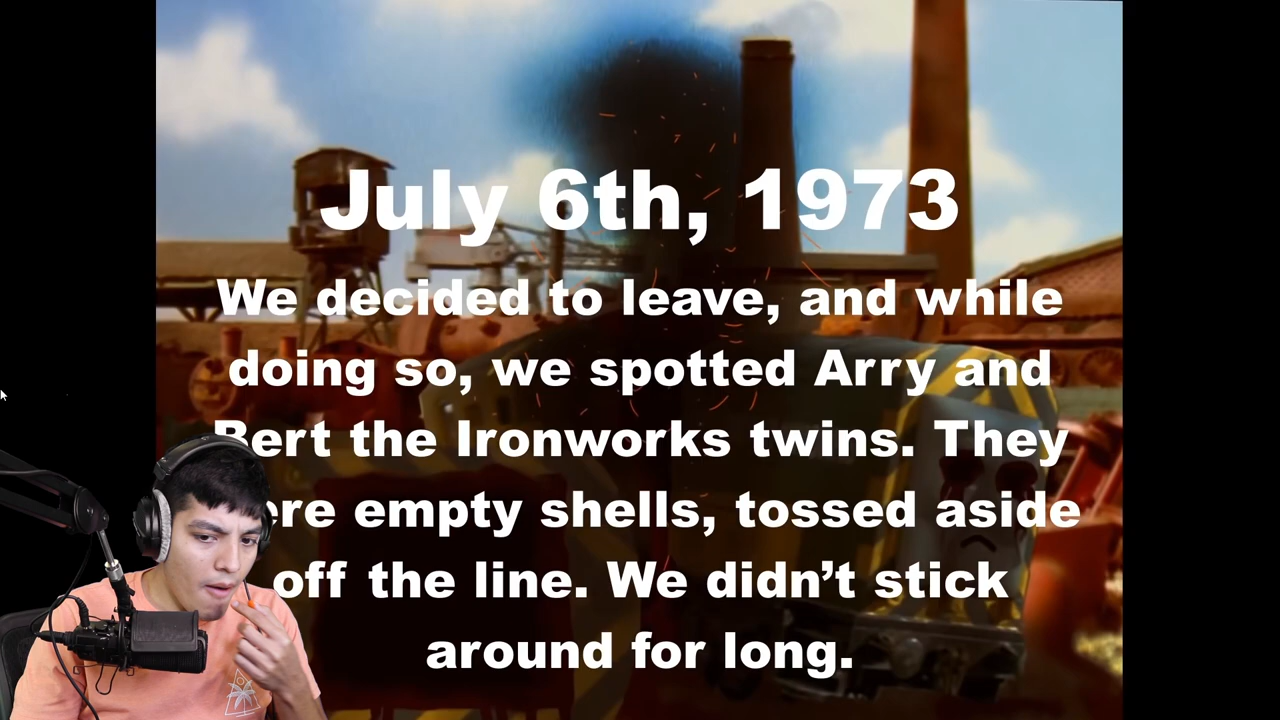 July 6th, 1973
We decided to leave, and while
doing so, we spotted Arry and
Bert the Ironworks twins. They
ere empty shells, tossed aside
off the line. We didn’t stick
around for long.